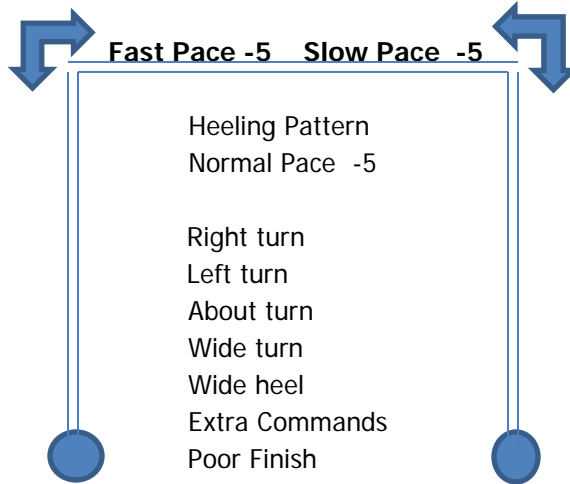 Fast Pace -5 Slow Pace -5
Heeling Pattern
Normal Pace -5
Right turn
Left turn
About turn
Wide turn
Wide heel
Extra Commands
Poor Finish